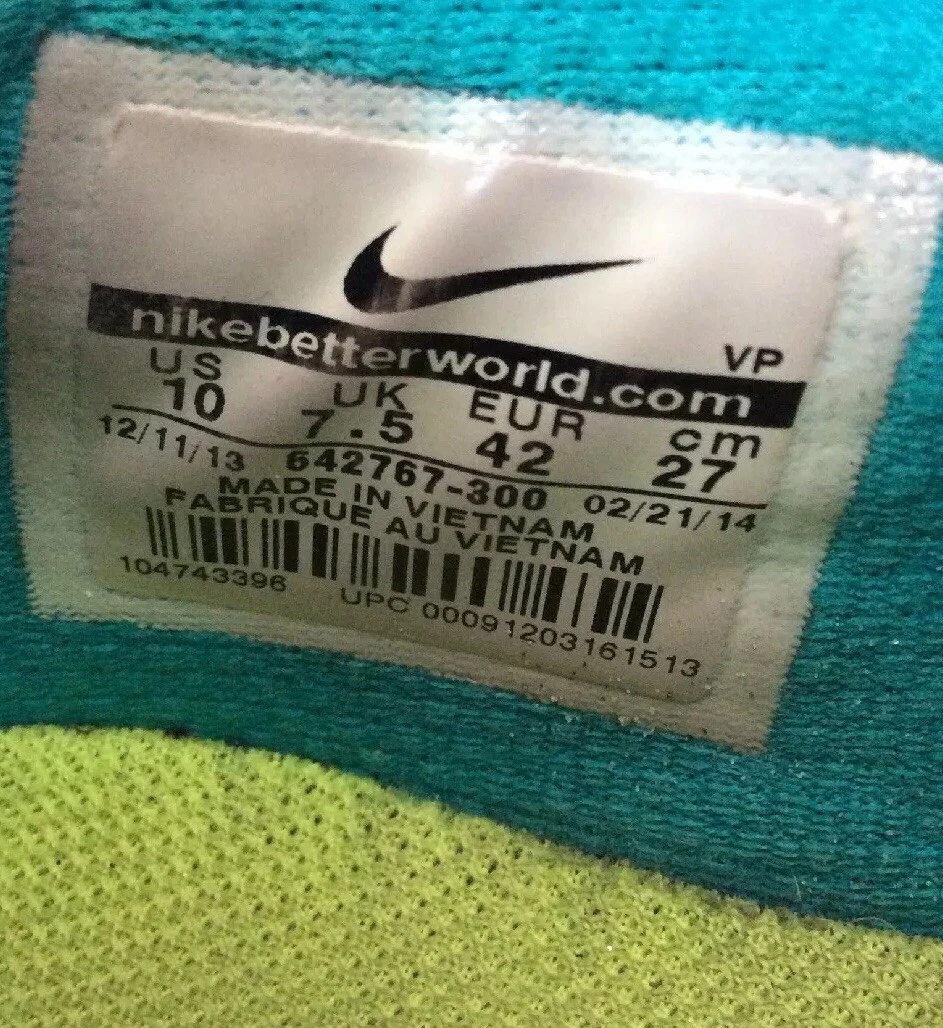 nikebetterworld.com
VP
US UK EUR cm
10 7.5 42 27
12/11/13 642767-300 02/21/14
MADE IN VIETNAM
FABRIQUE AU VIETNAM
104743396 UPC 00091203161513